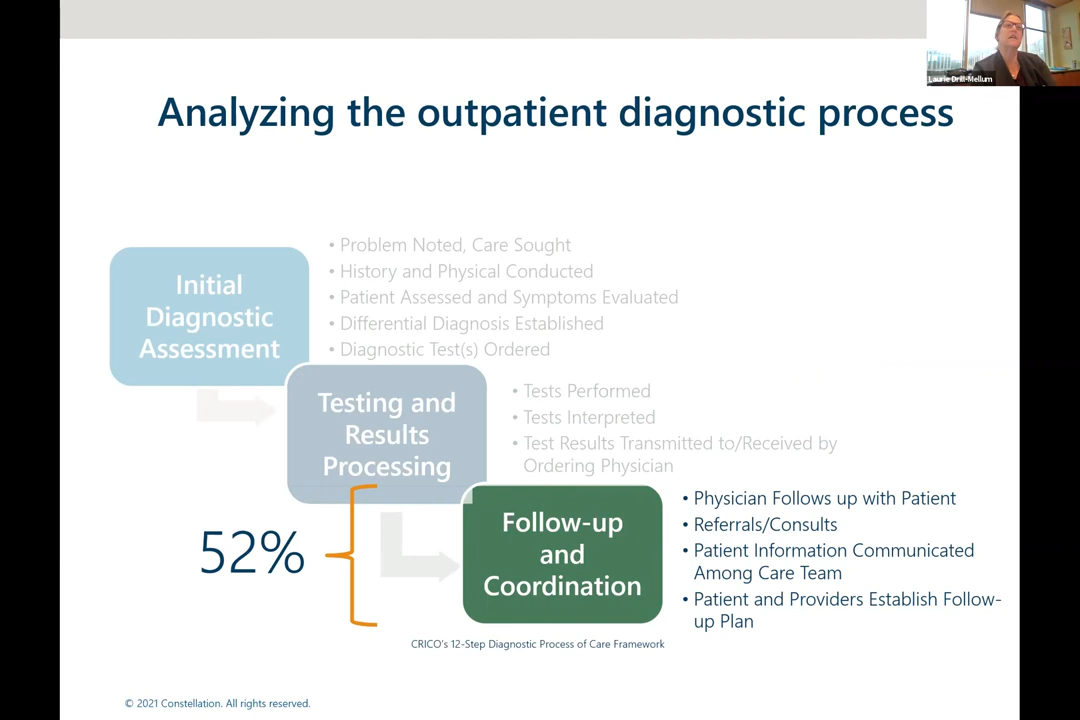 Laurie Drill-Mellum
Analyzing the outpatient diagnostic process
Initial
Diagnostic
Assessment
• Problem Noted, Care Sought
• History and Physical Conducted
• Patient Assessed and Symptoms Evaluated
• Differential Diagnosis Established
• Diagnostic Test(s) Ordered
Testing and
Results
Processing
• Tests Performed
• Tests Interpreted
• Test Results Transmitted to/Received by
Ordering Physician
52%
Follow-up
and
Coordination
• Physician Follows up with Patient
• Referrals/Consults
• Patient Information Communicated
Among Care Team
• Patient and Providers Establish Follow-
up Plan
CRICO's 12-Step Diagnostic Process of Care Framework
© 2021 Constellation. All rights reserved.